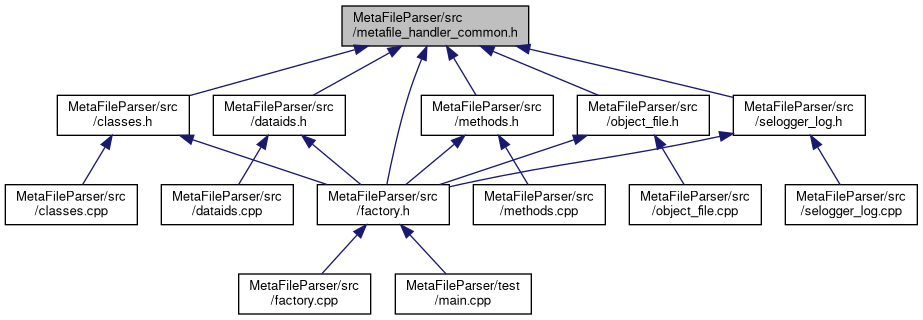 MetaFileParser/src
/metafile_handler_common.h
MetaFileParser/src
/classes.h
MetaFileParser/src
/dataids.h
MetaFileParser/src
/methods.h
MetaFileParser/src
/object_file.h
MetaFileParser/src
/selogger_log.h
MetaFileParser/src
/classes.cpp
MetaFileParser/src
/dataids.cpp
MetaFileParser/src
/factory.h
MetaFileParser/src
/methods.cpp
MetaFileParser/src
/object_file.cpp
MetaFileParser/src
/selogger_log.cpp
MetaFileParser/src
/factory.cpp
MetaFileParser/test
/main.cpp